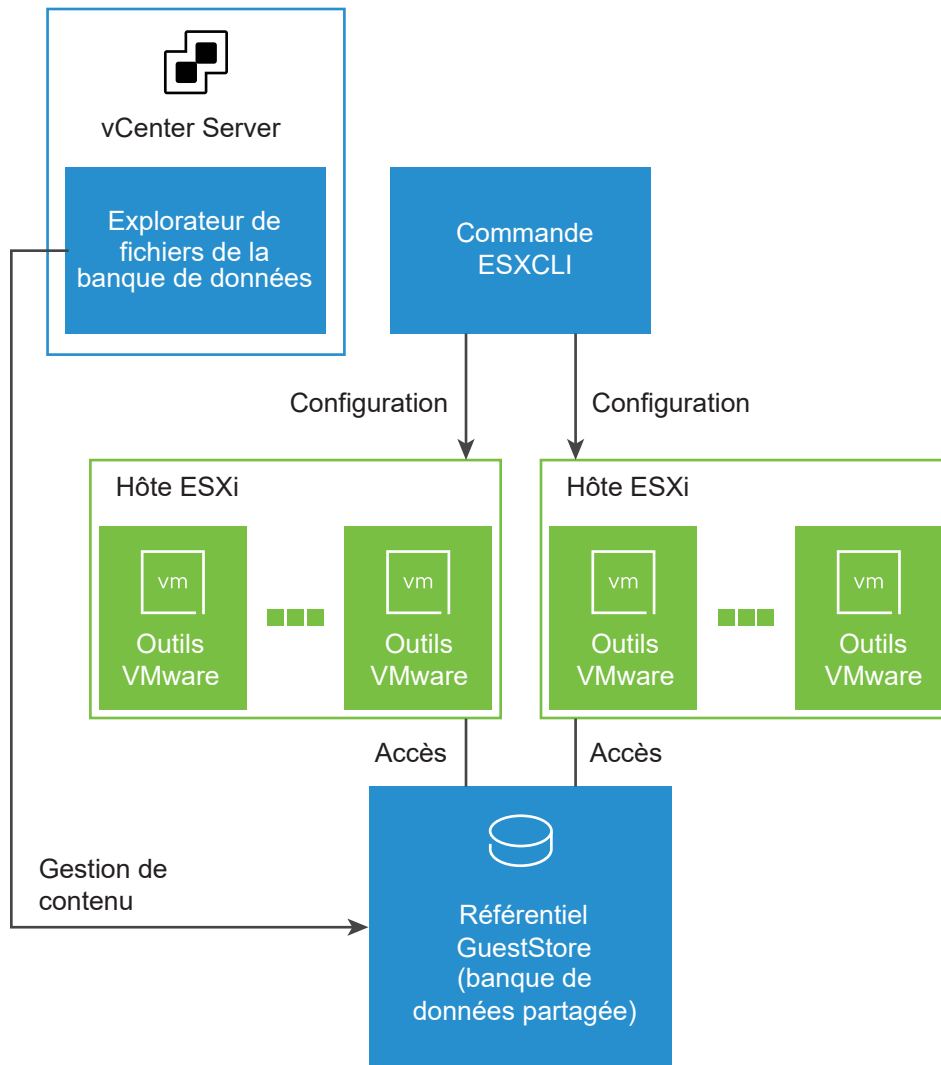 vCenter Server
Explorateur de
fichiers de la
banque de données
Commande
ESXCLI
Configuration
Configuration
Hôte ESXi
vm
Outils
VMware
vm
Outils
VMware
Hôte ESXi
vm
Outils
VMware
vm
Outils
VMware
Accès
Accès
Gestion de
contenu
Référentiel
GuestStore
(banque de
données partagée)